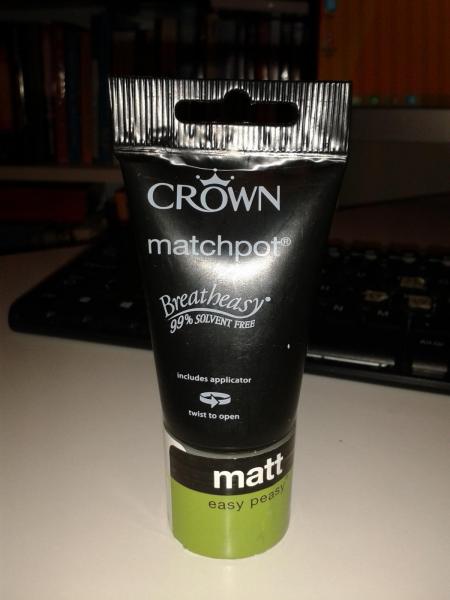 CROWN
matchpot®
Breatheasy®
99% SOLVENT FREE
includes applicator
twist to open
matt
easy peasy